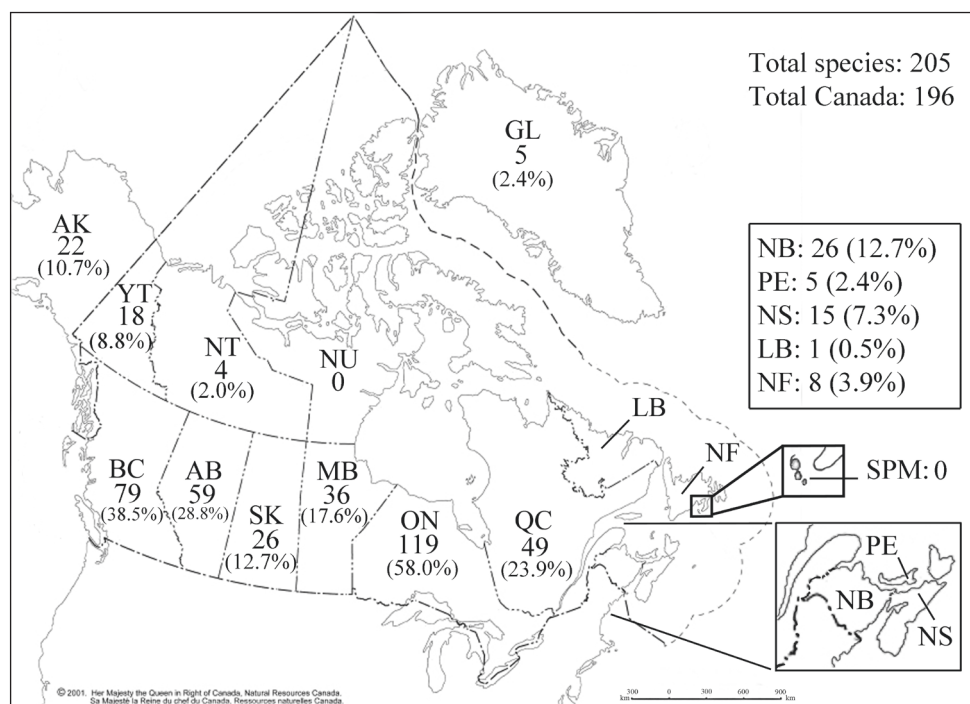 Total species: 205
Total Canada: 196
GL
5
(2.4%)
AK
22
(10.7%)
YT
18
(8.8%)
NT
4
(2.0%)
NU
0
NB: 26 (12.7%)
PE: 5 (2.4%)
NS: 15 (7.3%)
LB: 1 (0.5%)
NF: 8 (3.9%)
LB
NF
SPM: 0
BC
79
(38.5%)
AB
59
(28.8%)
SK
26
(12.7%)
MB
36
(17.6%)
ON
119
(58.0%)
QC
49
(23.9%)
PE
NB
NS
© 2001. Her Majesty the Queen in Right of Canada, Natural Resources Canada.
Sa Majesté la Reine du chef du Canada, Ressources naturelles Canada.
300 0 300 600 900
km